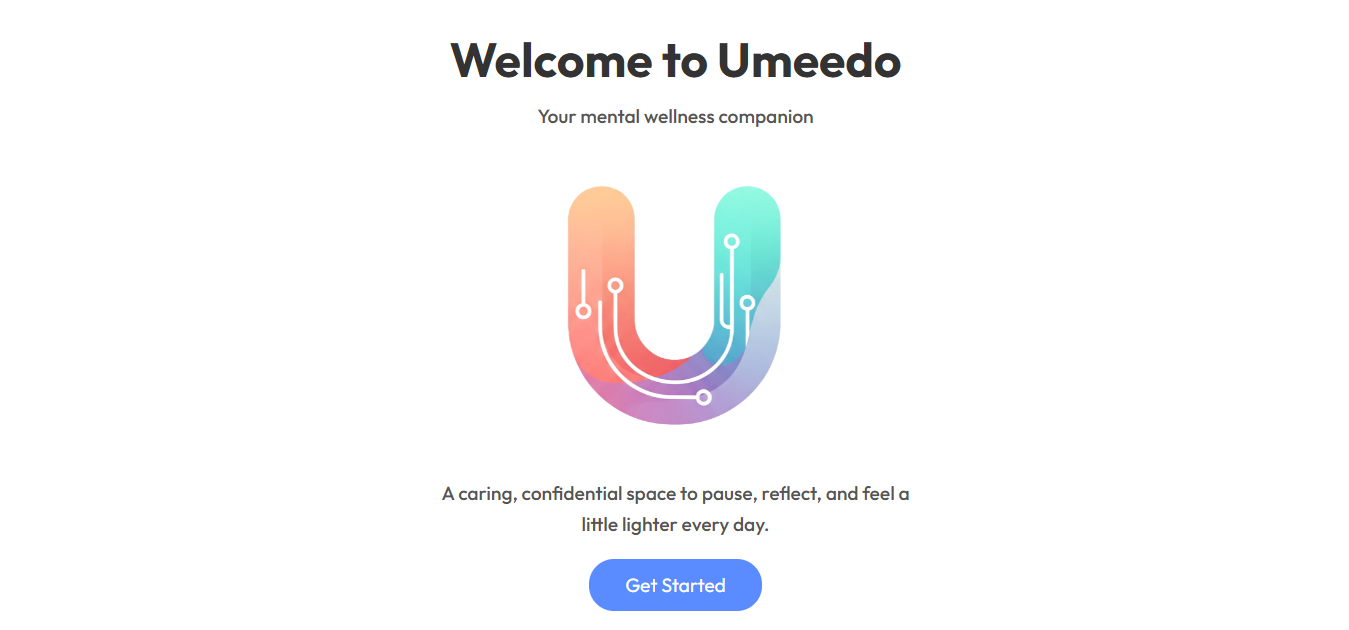 Welcome to Umeedo
Your mental wellness companion
U
A caring, confidential space to pause, reflect, and feel a
little lighter every day.
Get Started